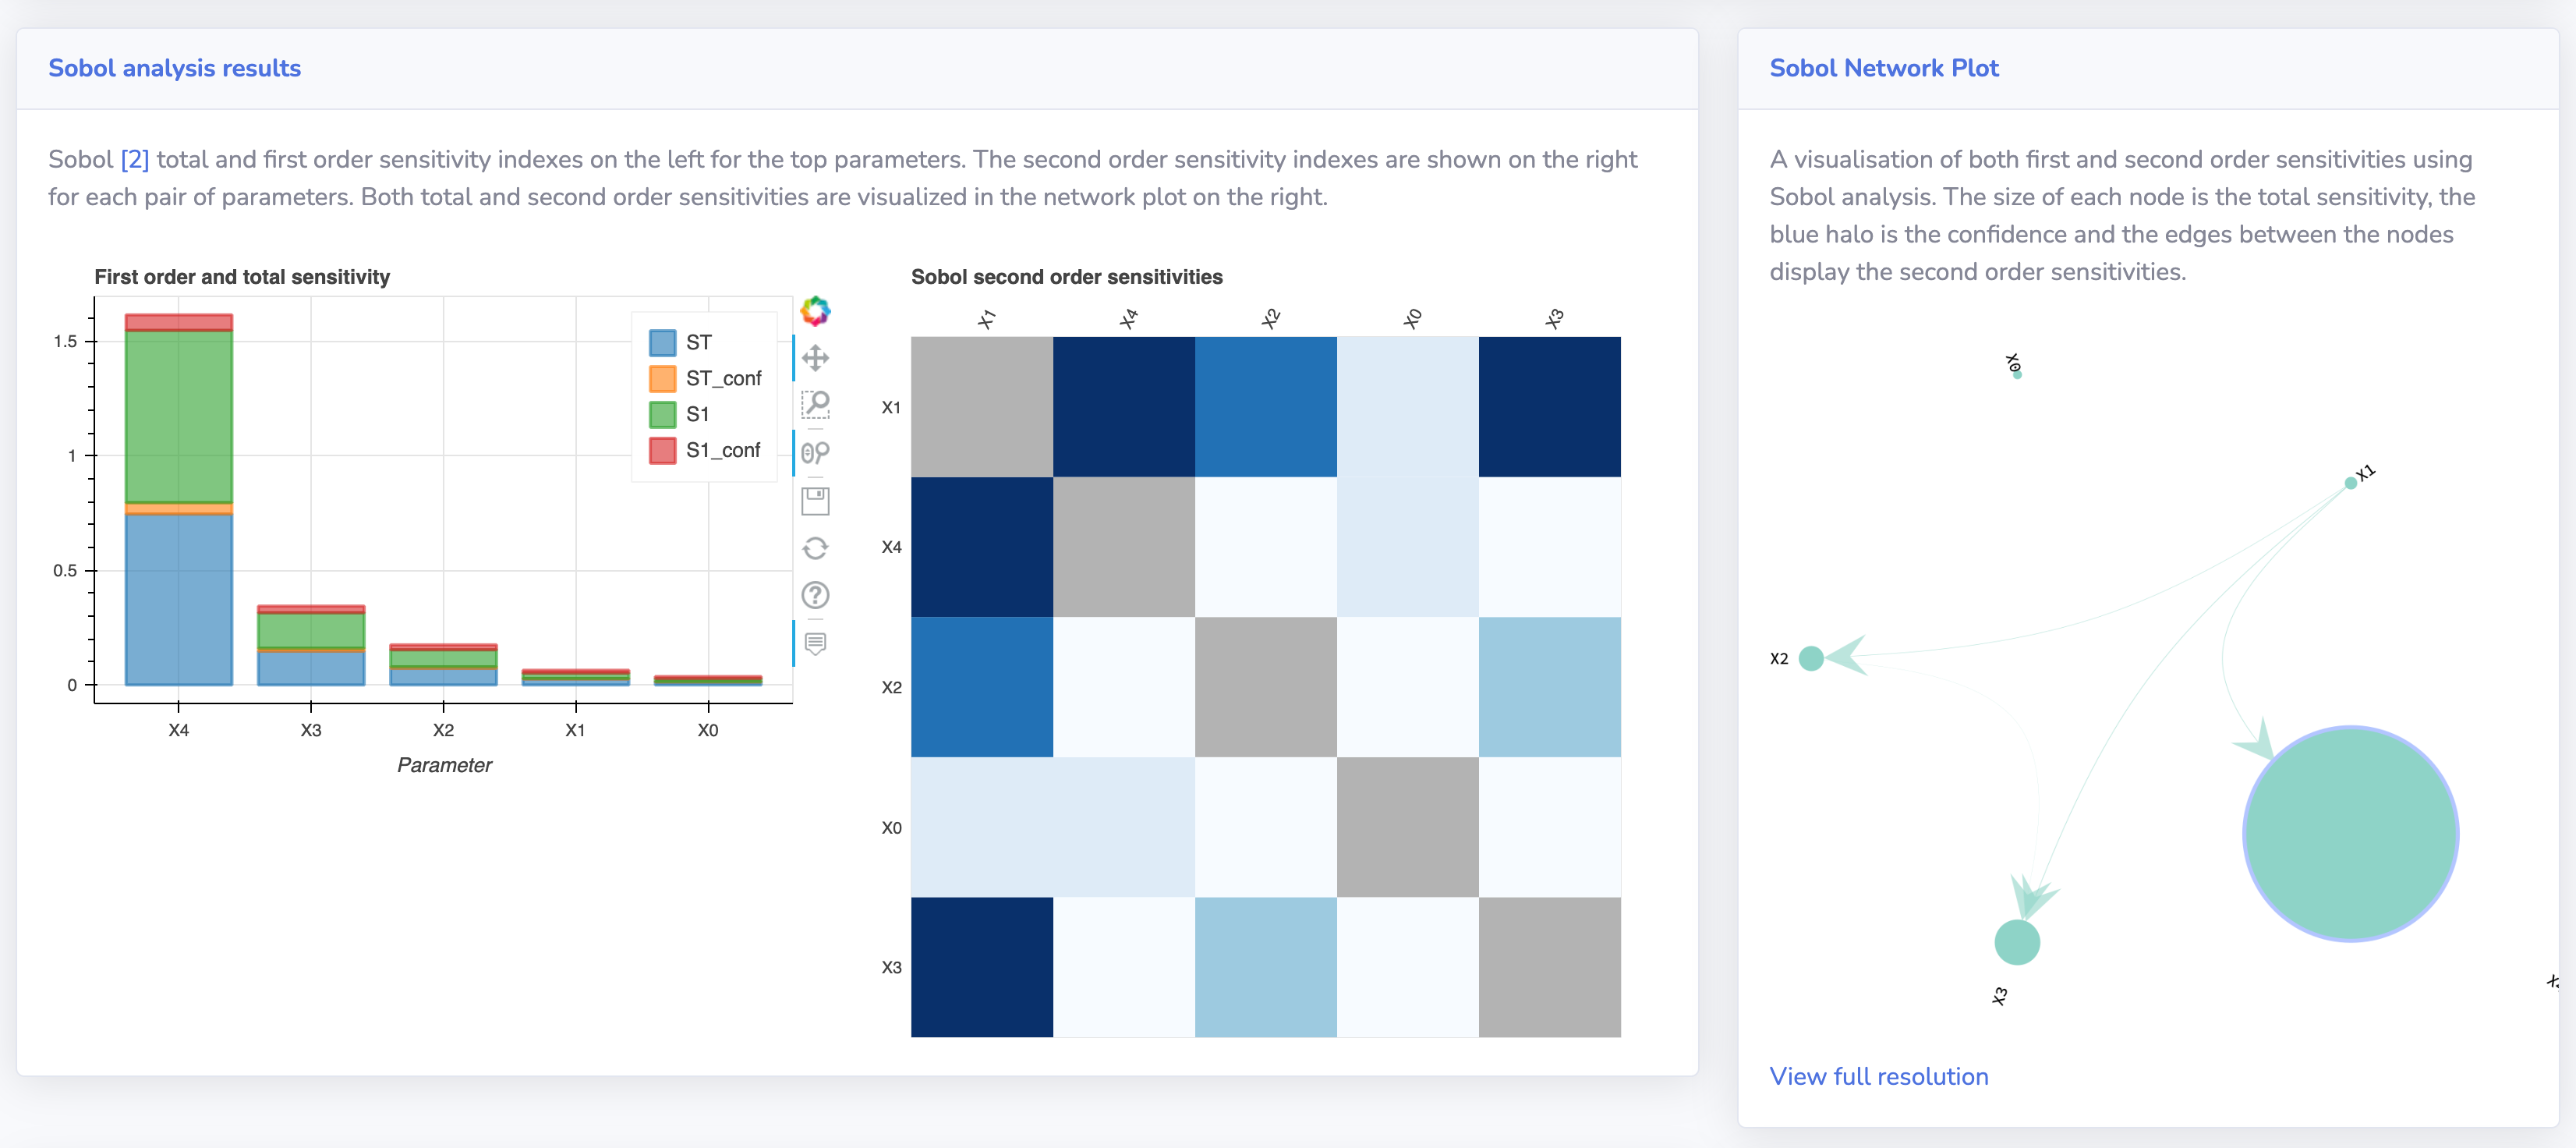 Sobol analysis results
Sobol [2] total and first order sensitivity indexes on the left for the top parameters. The second order sensitivity indexes are shown on the right
for each pair of parameters. Both total and second order sensitivities are visualized in the network plot on the right.
First order and total sensitivity
ST
ST_conf
S1
S1_conf
1.5
1
0.5
0
X4 X3 X2 X1 X0
Parameter
Sobol second order sensitivities
X1 X4 X2 X0 X3
X1
X4
X2
X0
X3
Sobol Network Plot
A visualisation of both first and second order sensitivities using
Sobol analysis. The size of each node is the total sensitivity, the
blue halo is the confidence and the edges between the nodes
display the second order sensitivities.
X0
X1
X2
X3
View full resolution